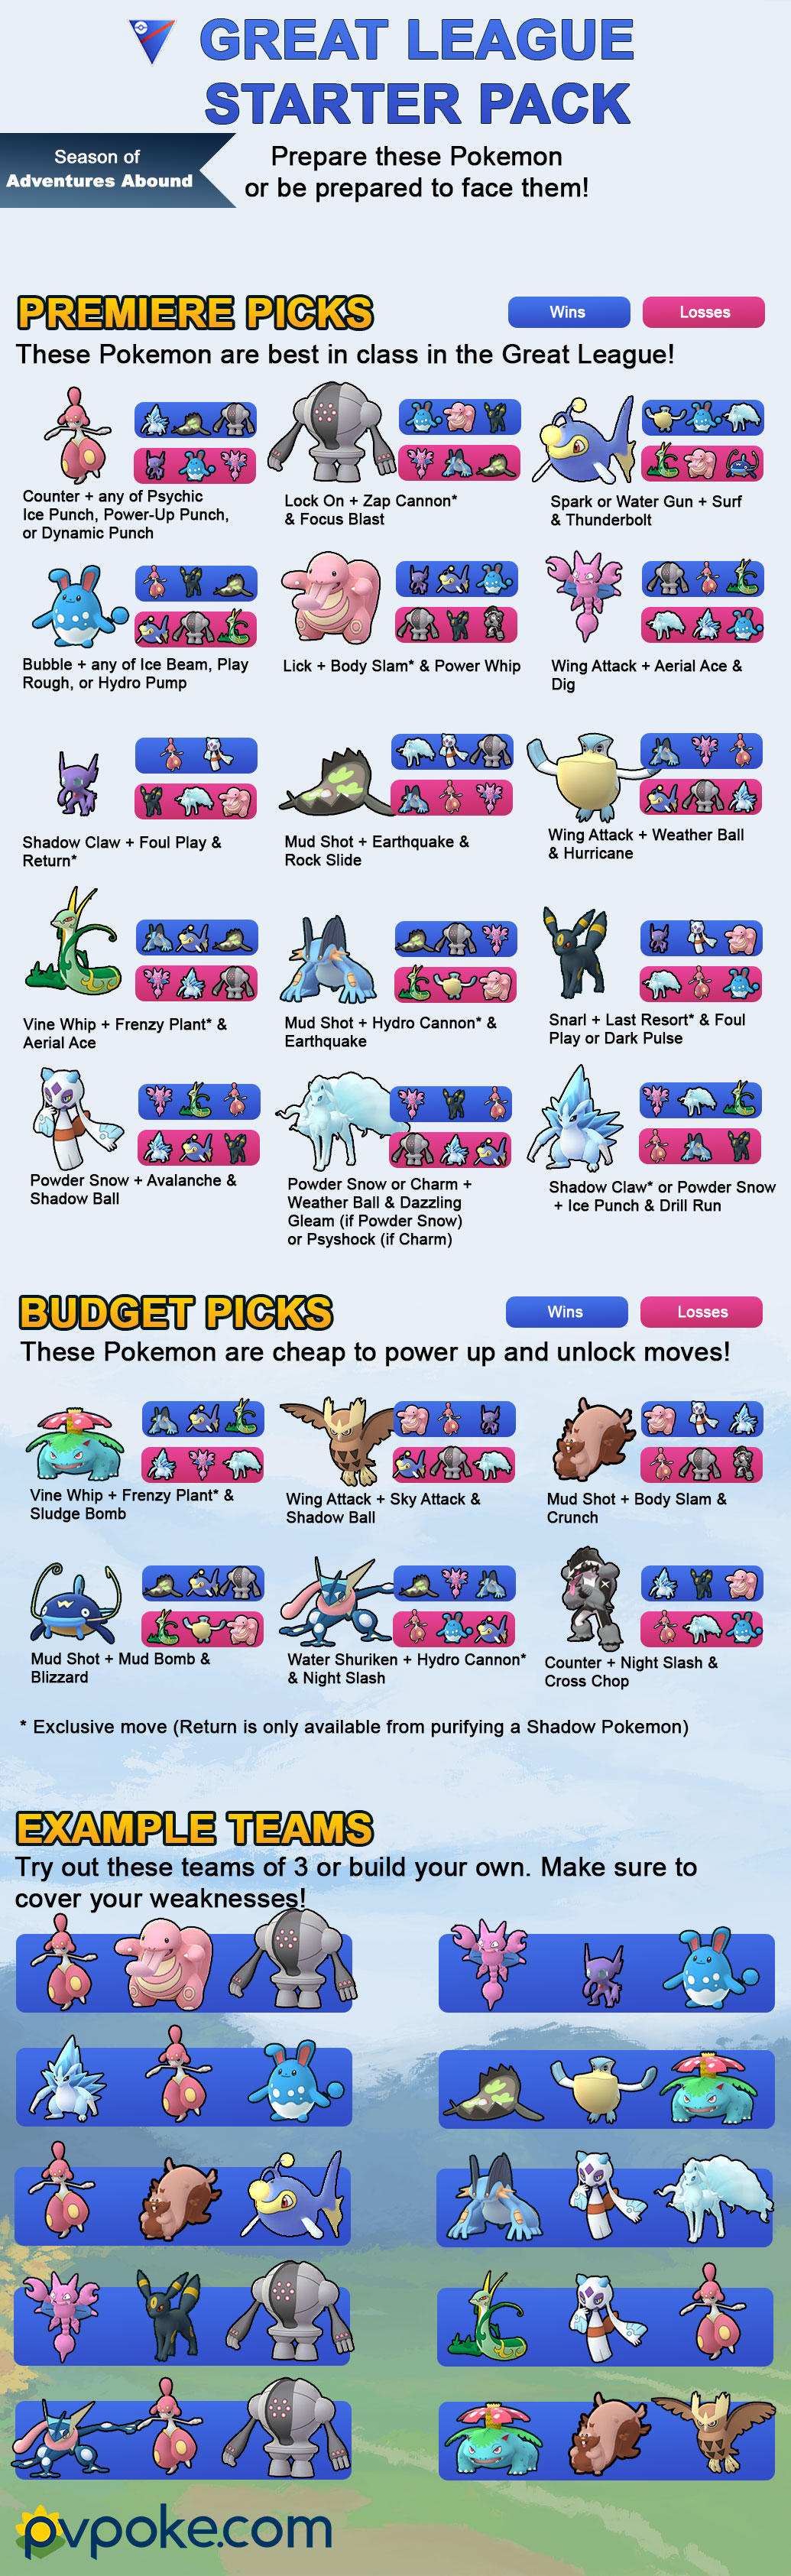 GREAT LEAGUE
STARTER PACK
Season of
Adventures Abound
Prepare these Pokemon
or be prepared to face them!
PREMIERE PICKS
Wins
Losses
These Pokemon are best in class in the Great League!
Counter + any of Psychic
Ice Punch, Power-Up Punch,
or Dynamic Punch
Lock On + Zap Cannon*
& Focus Blast
Spark or Water Gun + Surf
& Thunderbolt
Bubble + any of Ice Beam, Play
Rough, or Hydro Pump
Lick + Body Slam* & Power Whip
Wing Attack + Aerial Ace &
Dig
Shadow Claw + Foul Play &
Return*
Mud Shot + Earthquake &
Rock Slide
Wing Attack + Weather Ball
& Hurricane
Vine Whip + Frenzy Plant* &
Aerial Ace
Mud Shot + Hydro Cannon* &
Earthquake
Snarl + Last Resort* & Foul
Play or Dark Pulse
Powder Snow + Avalanche &
Shadow Ball
Powder Snow or Charm +
Weather Ball & Dazzling
Gleam (if Powder Snow)
or Psyshock (if Charm)
Shadow Claw* or Powder Snow
+ Ice Punch & Drill Run
BUDGET PICKS
Wins
Losses
These Pokemon are cheap to power up and unlock moves!
Vine Whip + Frenzy Plant* &
Sludge Bomb
Wing Attack + Sky Attack &
Shadow Ball
Mud Shot + Body Slam &
Crunch
Mud Shot + Mud Bomb &
Blizzard
Water Shuriken + Hydro Cannon*
& Night Slash
Counter + Night Slash &
Cross Chop
* Exclusive move (Return is only available from purifying a Shadow Pokemon)
EXAMPLE TEAMS
Try out these teams of 3 or build your own. Make sure to
cover your weaknesses!
pvpoke.com